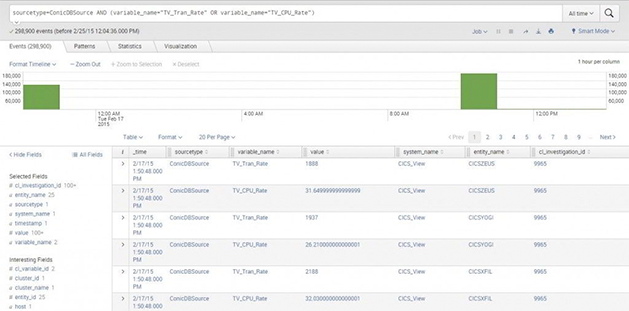 sourcetype=ConicDBSource AND (variable_name="TV_Tran_Rate" OR variable_name="TV_CPU_Rate")
All time
298,900 events (before 2/25/15 12:04:36.000 PM)
Job
Smart Mode
Events (298,900)
Patterns
Statistics
Visualization
Format Timeline
— Zoom Out
+ Zoom to Selection
× Deselect
1 hour per column
180,000
140,000
100,000
60,000
180,000
140,000
100,000
60,000
12:00 AM
Tue Feb 17
2015
4:00 AM
8:00 AM
12:00 PM
Table
Format
20 Per Page
< Prev 1 2 3 4 5 6 7 8 9 ... Next >
< Hide Fields
All Fields
Selected Fields
# cl_investigation_id 100+
a entity_name 25
a sourcetype 1
a system_name 1
a timestamp 1
# value 100+
a variable_name 2
Interesting Fields
# cl_variable_id 2
# cluster_id 1
a cluster_name 1
# entity_id 25
a host 1
i _time sourcetype variable_name value system_name entity_name cl_investigation_id
> 2/17/15 ConicDBSource TV_Tran_Rate 1888 CICS_View CICSZEUS 9965
1:50:48.000
PM
> 2/17/15 ConicDBSource TV_CPU_Rate 31.649999999999999 CICS_View CICSZEUS 9965
1:50:48.000
PM
> 2/17/15 ConicDBSource TV_Tran_Rate 1937 CICS_View CICSYOGI 9965
1:50:48.000
PM
> 2/17/15 ConicDBSource TV_CPU_Rate 26.210000000000001 CICS_View CICSYOGI 9965
1:50:48.000
PM
> 2/17/15 ConicDBSource TV_Tran_Rate 2188 CICS_View CICSXFIL 9965
1:50:48.000
PM
> 2/17/15 ConicDBSource TV_CPU_Rate 32.030000000000001 CICS_View CICSXFIL 9965
1:50:48.000